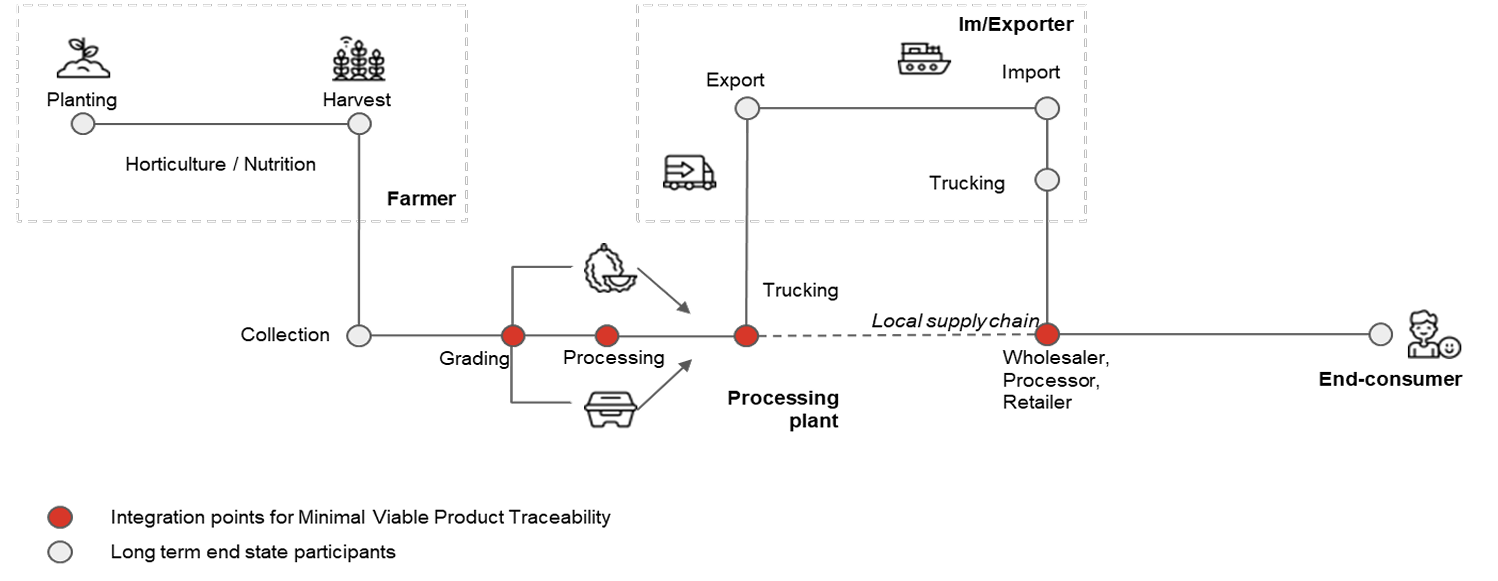 Im/Exporter
Planting
Harvest
Horticulture / Nutrition
Farmer
Export
Import
Trucking
Trucking
Collection
Grading
Processing
Local supply chain
Processing
plant
Wholesaler,
Processor,
Retailer
End-consumer
Integration points for Minimal Viable Product Traceability
Long term end state participants